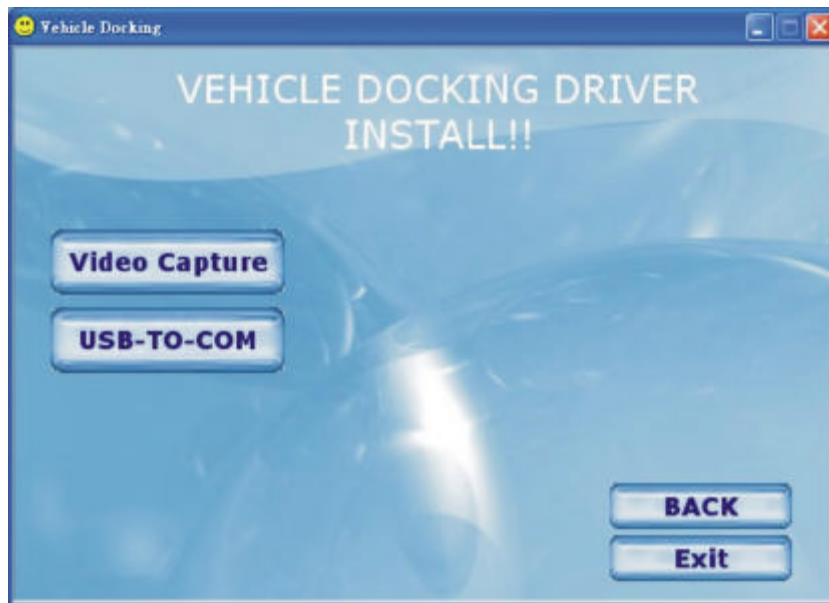 Vehicle Docking
VEHICLE DOCKING DRIVER
INSTALL!!
Video Capture
USB-TO-COM
BACK
Exit